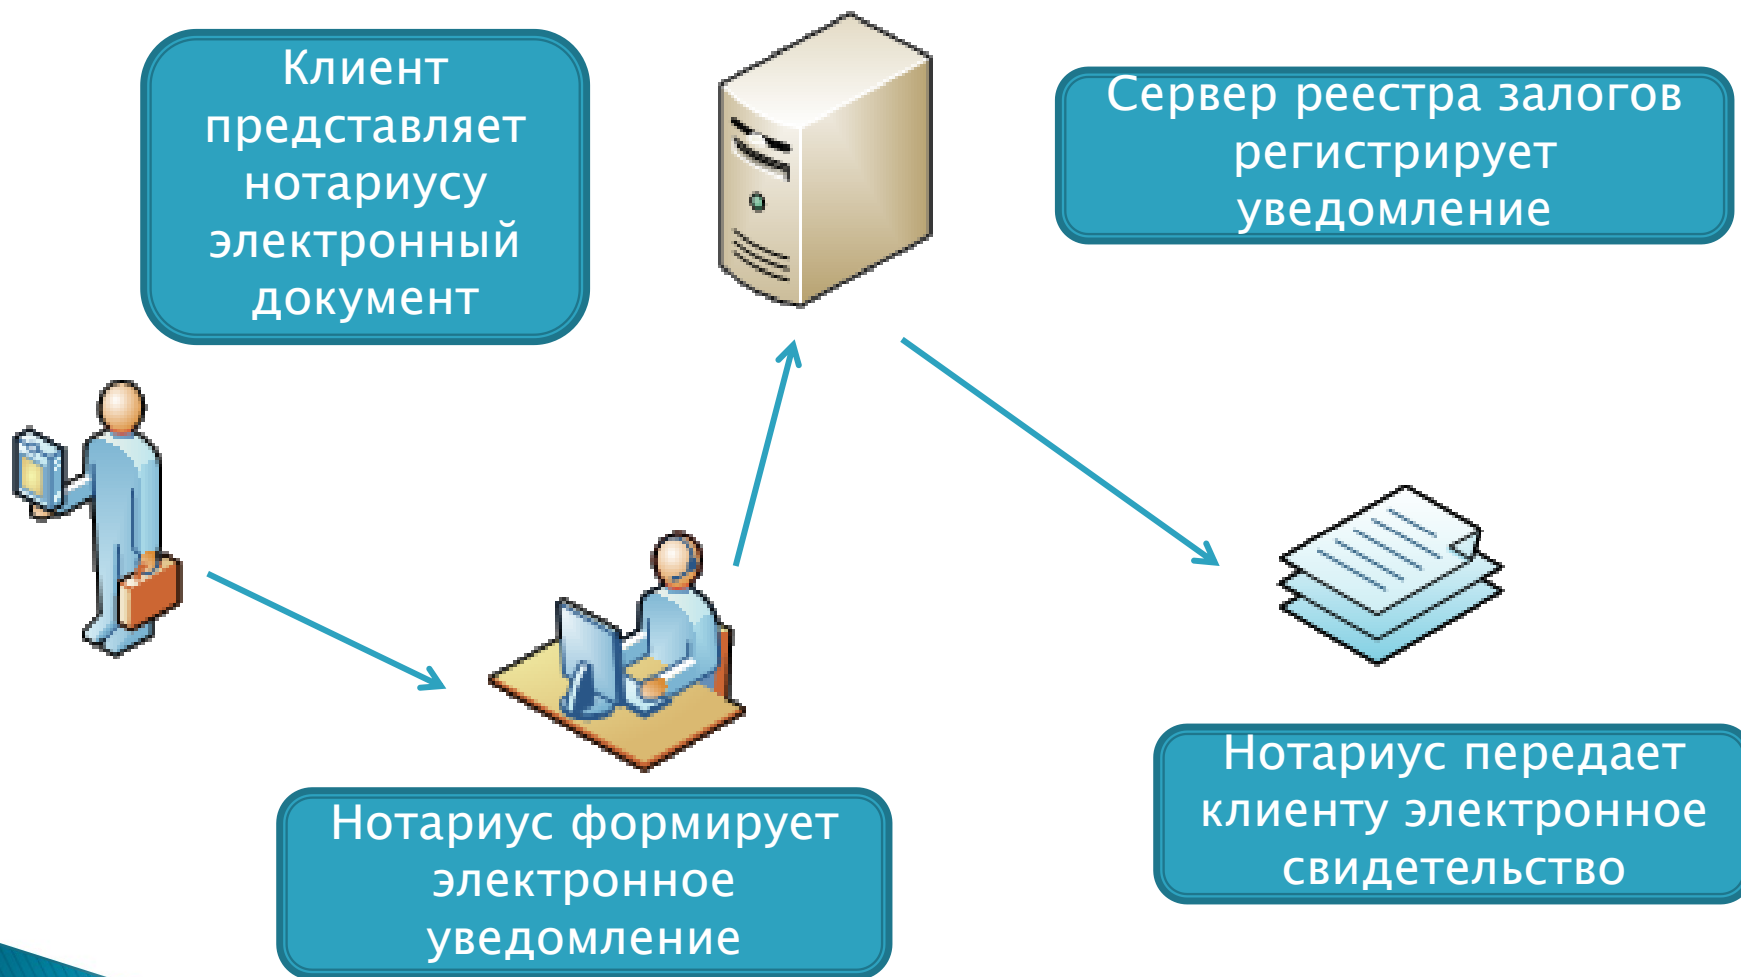 Клиент
представляет
нотариусу
электронный
документ
Сервер реестра залогов
регистрирует
уведомление
Нотариус формирует
электронное
уведомление
Нотариус передает
клиенту электронное
свидетельство